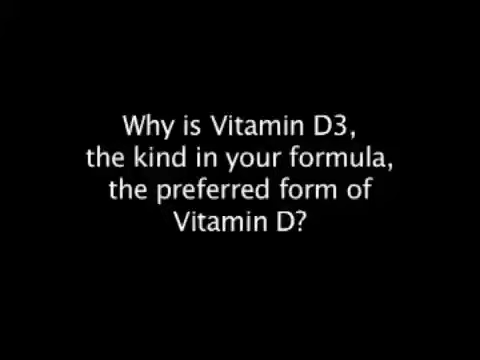 Why is Vitamin D3,
the kind in your formula,
the preferred form of
Vitamin D?